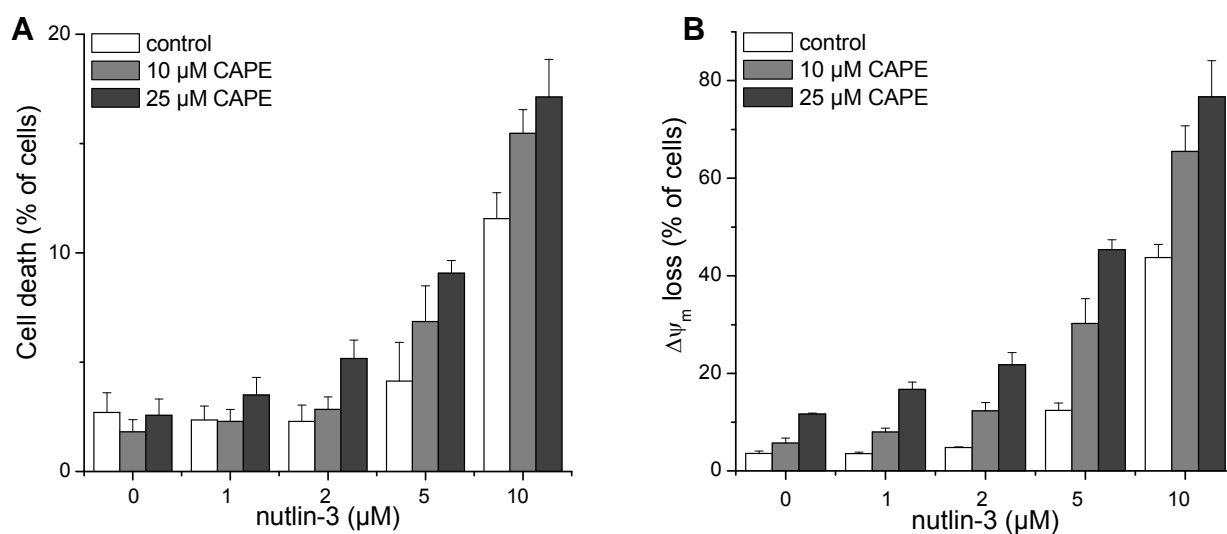 A
Cell death (% of cells)
20
10
0
control
10 µM CAPE
25 µM CAPE
0 1 2 5 10
nutlin-3 (µM)
B
Δψm loss (% of cells)
80
60
40
20
0
control
10 µM CAPE
25 µM CAPE
0 1 2 5 10
nutlin-3 (µM)